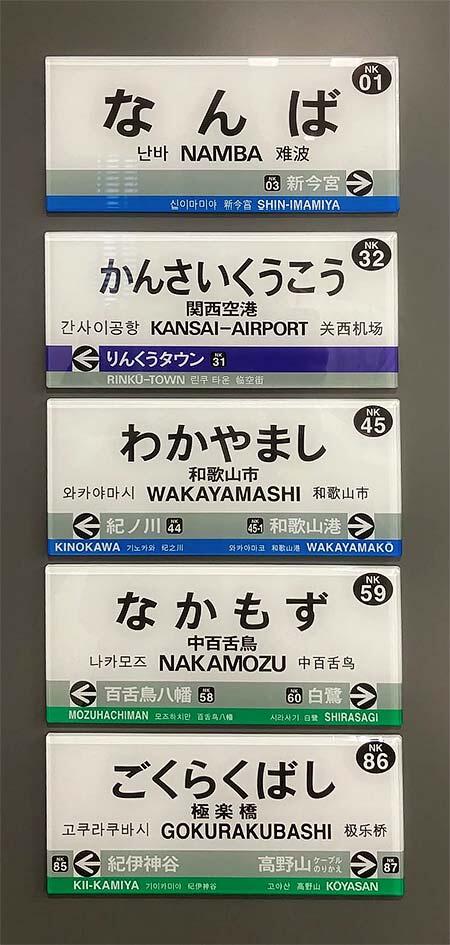 NK
01
なんば
난바 NAMBA 难波
NK
03 新今宮
신이마미야 新今宫 SHIN-IMAMIYA
NK
32
かんさいくうこう
関西空港
간사이공항 KANSAI-AIRPORT 关西机场
りんくうタウン NK
31
RINKŪ-TOWN 린쿠 타운 临空街
NK
45
わかやまし
和歌山市
와카야마시 WAKAYAMASHI 和歌山市
紀ノ川 NK
44
NK
45-1 和歌山港
KINOKAWA 기노카와 纪之川
와카야마코 和歌山港 WAKAYAMAKŌ
NK
59
なかもず
中百舌鳥
나카모즈 NAKAMOZU 中百舌鸟
百舌鳥八幡 NK
58
NK
60 白鷺
MOZUHACHIMAN 모즈하치만 百舌鸟八幡
시라사기 白鹭 SHIRASAGI
NK
86
ごくらくばし
極楽橋
고쿠라쿠바시 GOKURAKUBASHI 极乐桥
NK
85 紀伊神谷
高野山 ケーブル
のりかえ NK
87
KII-KAMIYA 기이카미야 纪伊神谷
고야산 高野山 KOYASAN